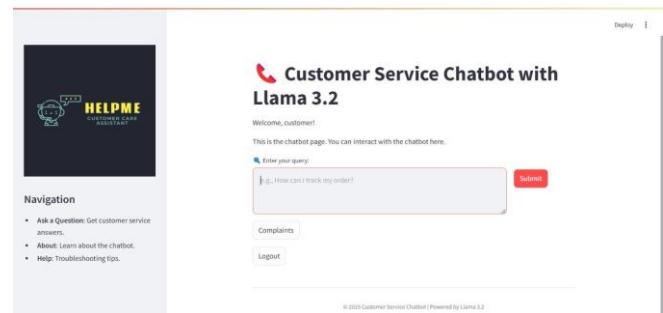 Deploy
HELPME
CUSTOMER CARE
ASSISTANT
Navigation
Ask a Question: Get customer service
answers.
About: Learn about the chatbot.
Help: Troubleshooting tips.
Customer Service Chatbot with
Llama 3.2
Welcome, customer!
This is the chatbot page. You can interact with the chatbot here.
Enter your query:
e.g., How can I track my order?
Submit
Complaints
Logout
© 2025 Customer Service Chatbot | Powered by Llama 3.2